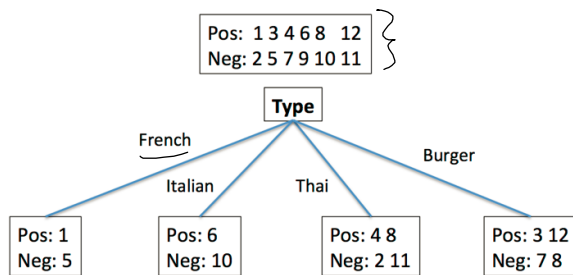 Pos: 1 3 4 6 8 12
Neg: 2 5 7 9 10 11
Type
French
Italian
Thai
Burger
Pos: 1
Neg: 5
Pos: 6
Neg: 10
Pos: 4 8
Neg: 2 11
Pos: 3 12
Neg: 7 8